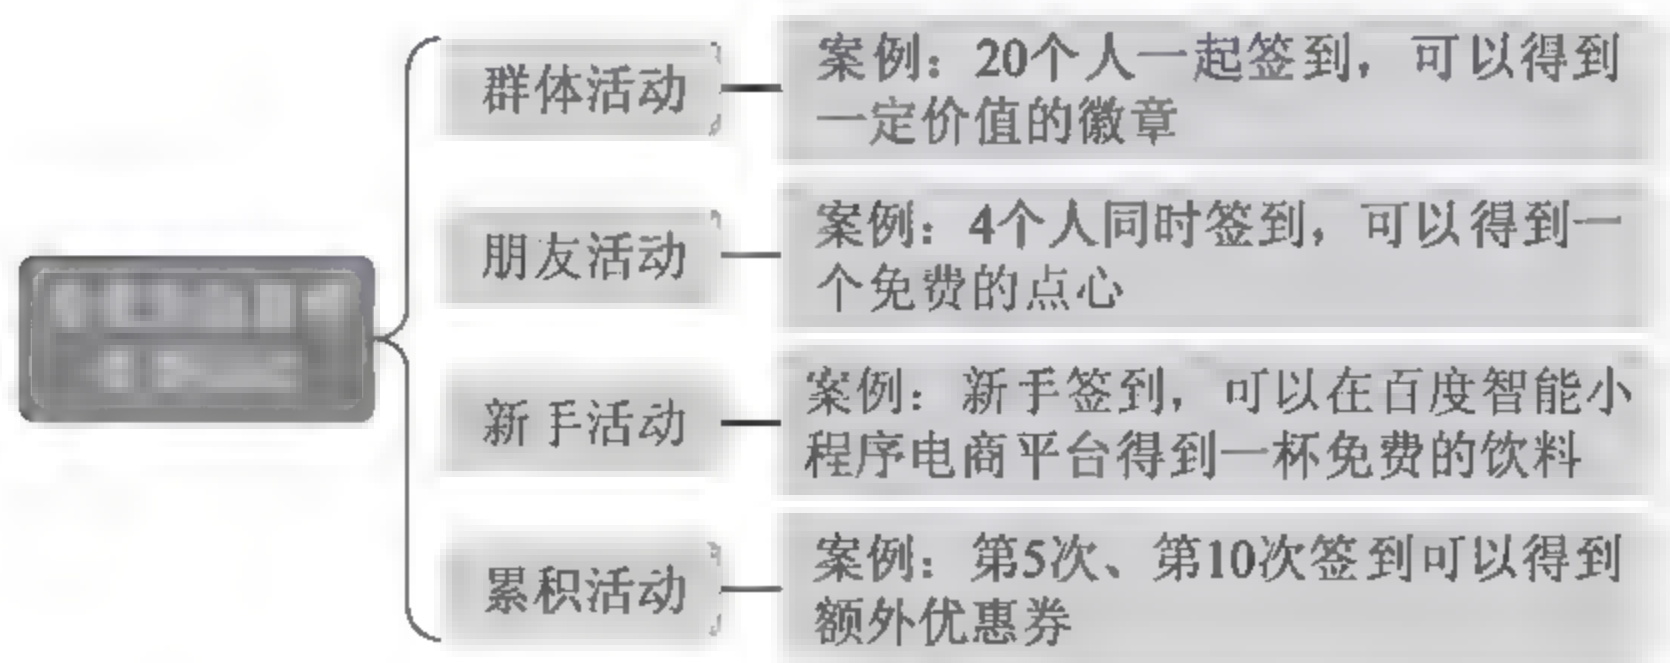 群体活动
案例：20个人一起签到，可以得到
一定价值的徽章
朋友活动
案例：4个人同时签到，可以得到一
个免费的点心
新手活动
案例：新手签到，可以在百度智能小
程序电商平台得到一杯免费的饮料
累积活动
案例：第5次、第10次签到可以得到
额外优惠券